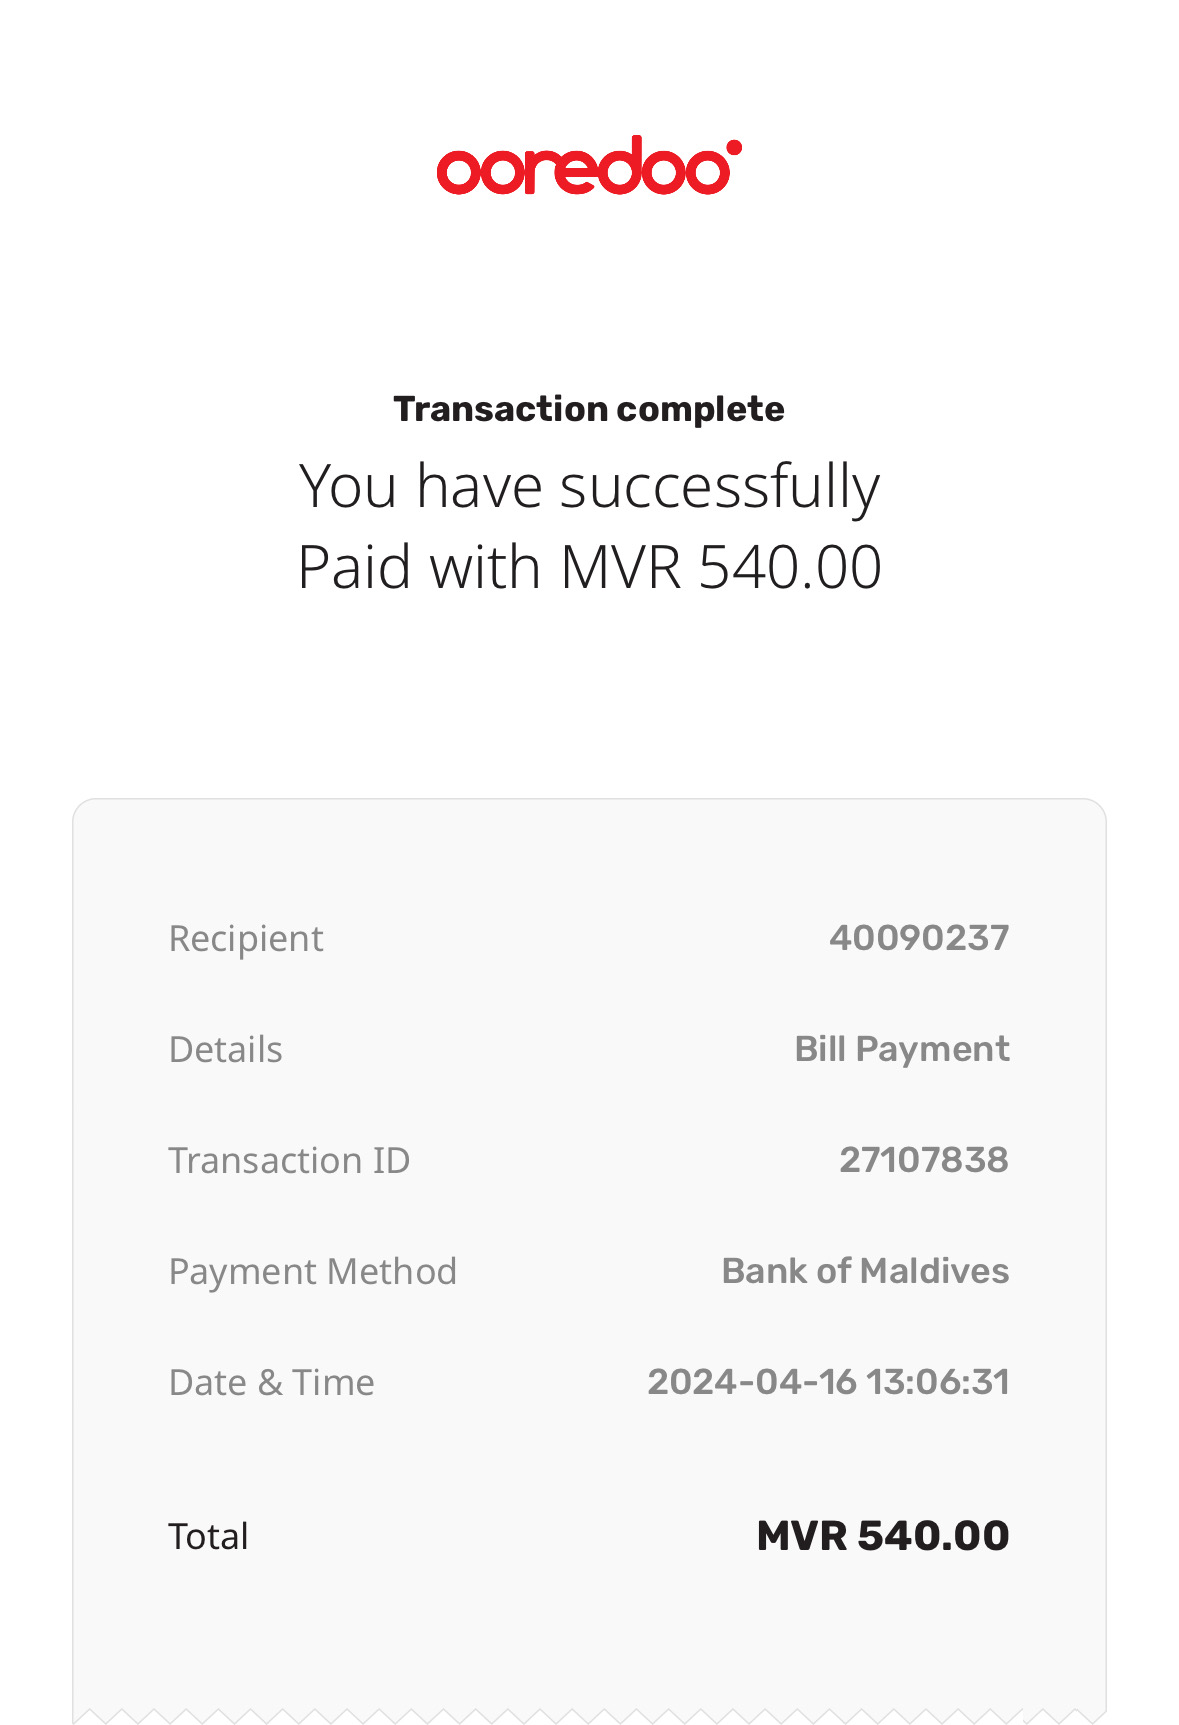 ooredoo
Transaction complete
You have successfully
Paid with MVR 540.00
Recipient 40090237
Details Bill Payment
Transaction ID 27107838
Payment Method Bank of Maldives
Date & Time 2024-04-16 13:06:31
Total MVR 540.00